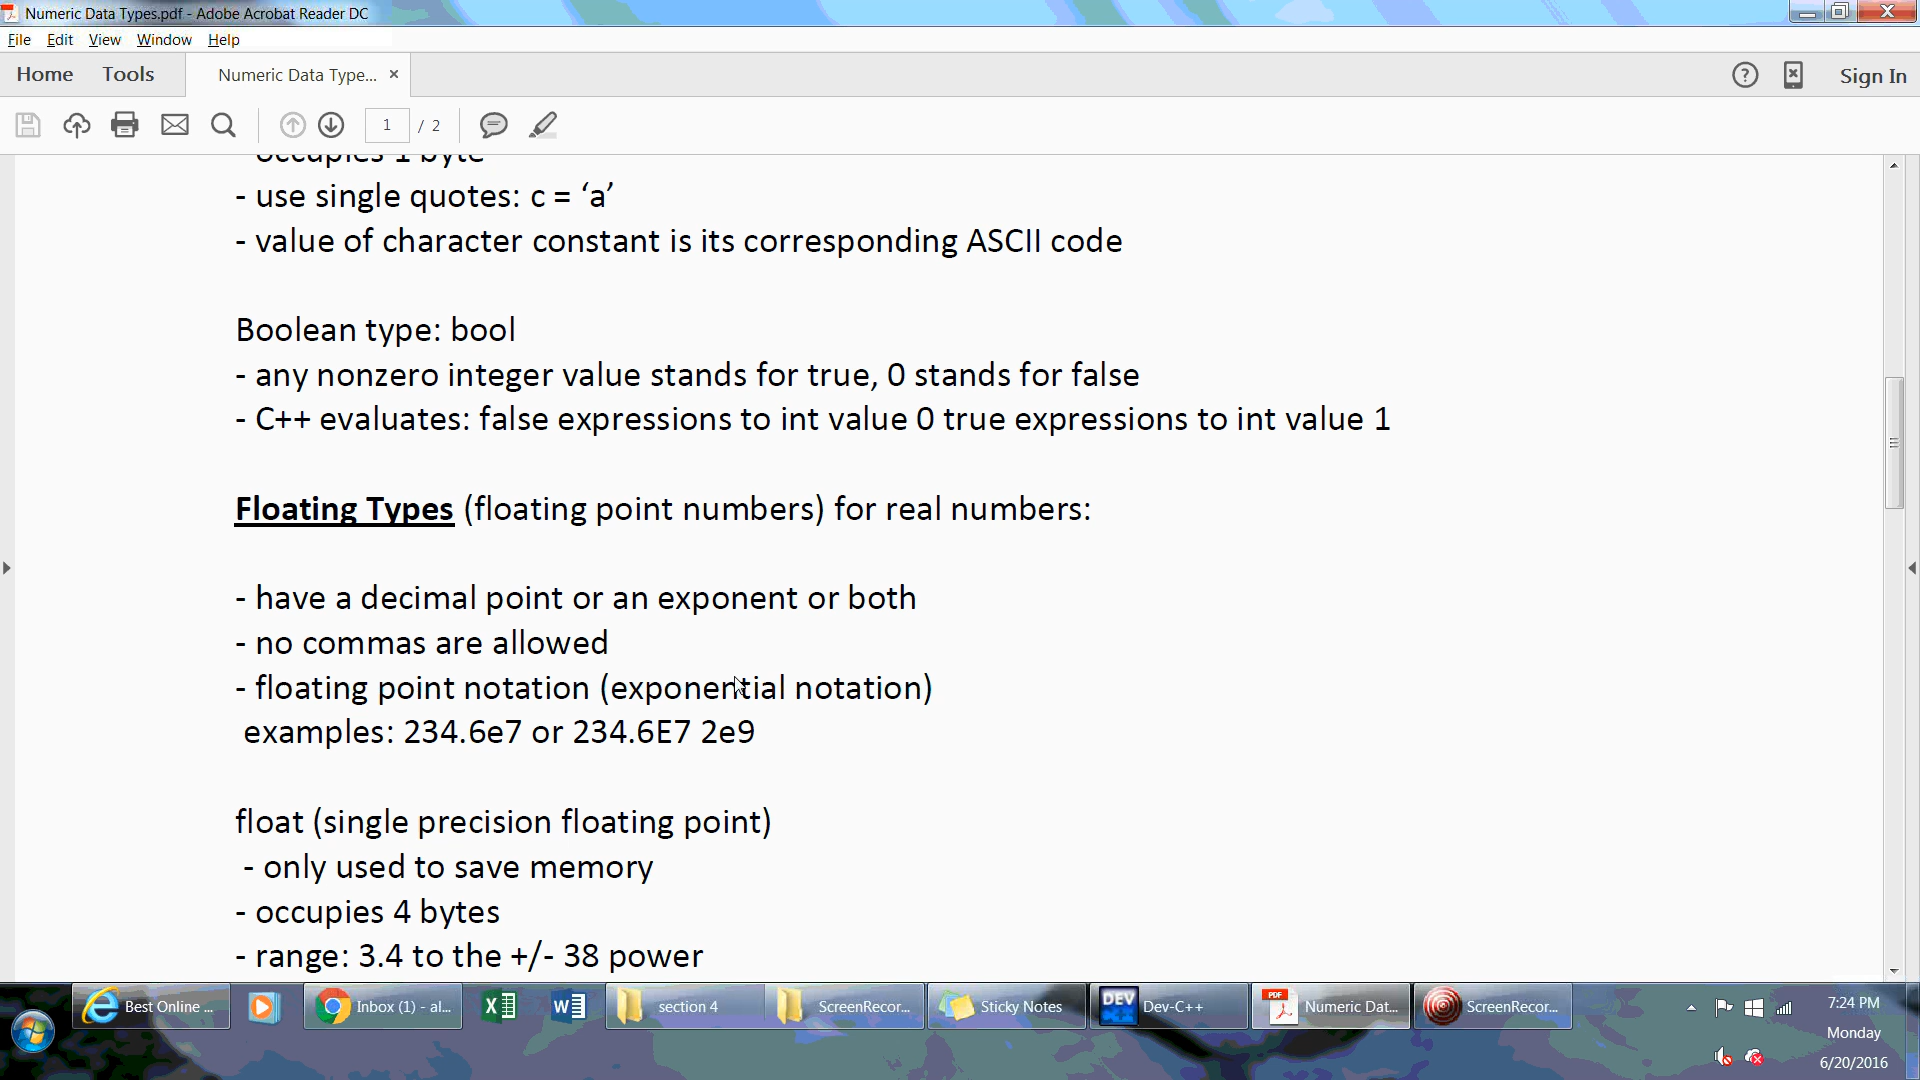 Numeric Data Types.pdf - Adobe Acrobat Reader DC
File Edit View Window Help
Home Tools Numeric Data Type... × Sign In
1 / 2
- occupies 1 byte
- use single quotes: c = ‘a’
- value of character constant is its corresponding ASCII code
Boolean type: bool
- any nonzero integer value stands for true, 0 stands for false
- C++ evaluates: false expressions to int value 0 true expressions to int value 1
Floating Types (floating point numbers) for real numbers:
- have a decimal point or an exponent or both
- no commas are allowed
- floating point notation (exponential notation)
examples: 234.6e7 or 234.6E7 2e9
float (single precision floating point)
- only used to save memory
- occupies 4 bytes
- range: 3.4 to the +/- 38 power
Best Online ... Inbox (1) - al... section 4 ScreenRecor... Sticky Notes DEV C++ Dev-C++ PDF Numeric Dat... ScreenRecor...
7:24 PM
Monday
6/20/2016